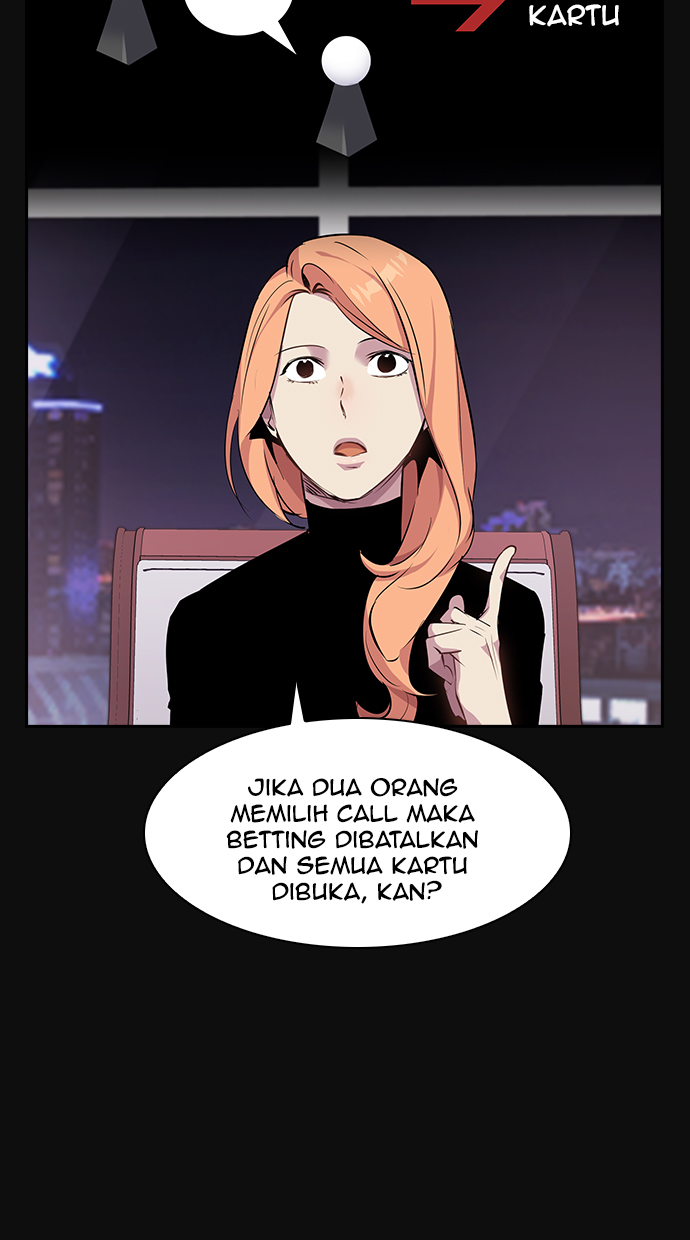 KARTU
JIKA DUA ORANG
MEMILIH CALL MAKA
BETTING DIBATALKAN
DAN SEMUA KARTU
DIBUKA, KAN?